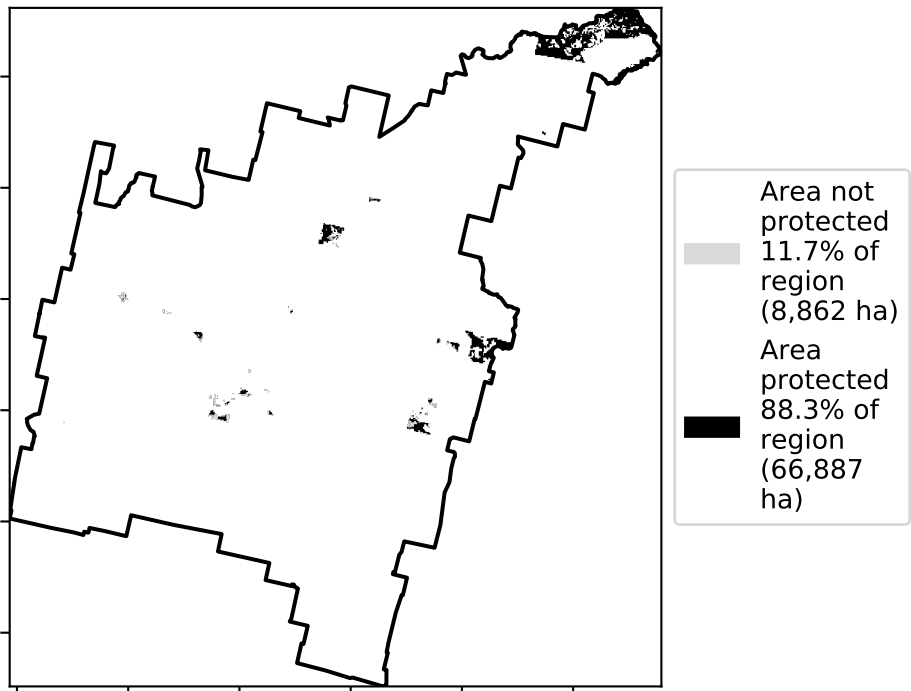 Area not
protected
11.7% of
region
(8,862 ha)
Area
protected
88.3% of
region
(66,887
ha)